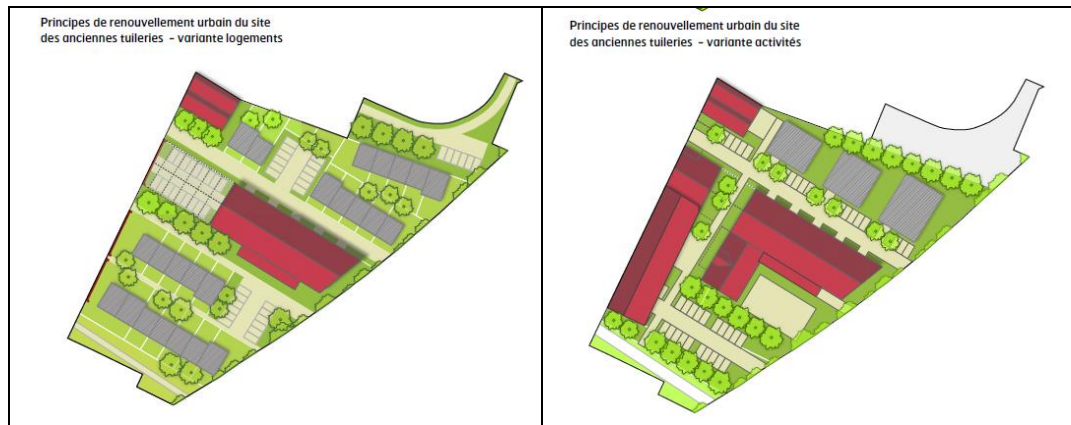 Principes de renouvellement urbain du site
des anciennes tuileries - variante logements
Principes de renouvellement urbain du site
des anciennes tuileries - variante activités